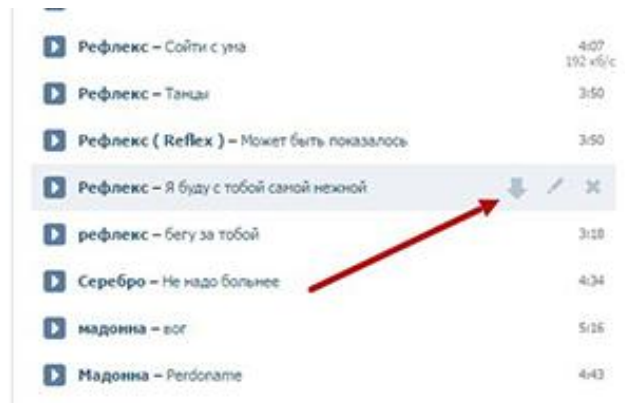 Рефлекс – Сойти с ума 4:07
192 кб/с
Рефлекс – Танцы 3:50
Рефлекс ( Reflex ) – Может быть показалось 3:50
Рефлекс – Я буду с тобой самой нежной
рефлекс – бегу за тобой 3:18
Серебро – Не надо больнее 4:34
мадонна – вог 5:16
Мадонна – Perdoname 4:43